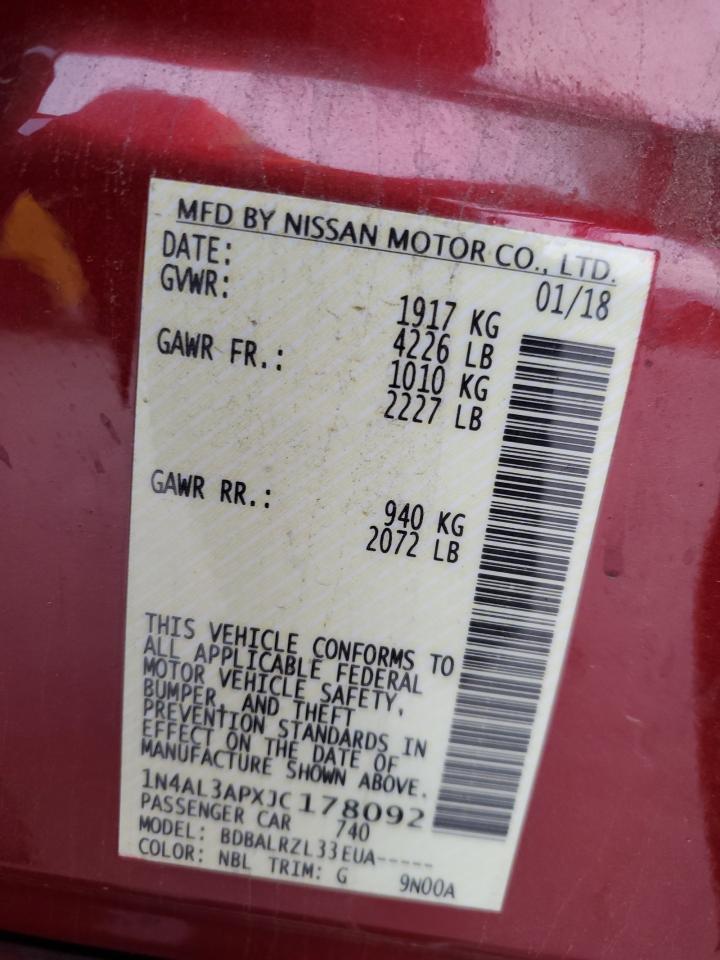 MFD BY NISSAN MOTOR CO., LTD.
DATE: 01/18
GVWR: 1917 KG
4226 LB
GAWR FR.: 1010 KG
2227 LB
GAWR RR.: 940 KG
2072 LB
THIS VEHICLE CONFORMS TO
ALL APPLICABLE FEDERAL
MOTOR VEHICLE SAFETY,
BUMPER, AND THEFT
PREVENTION STANDARDS IN
EFFECT ON THE DATE OF
MANUFACTURE SHOWN ABOVE.
1N4AL3APXJC178092
PASSENGER CAR 740
MODEL: BDBALRZL33EUA-----
COLOR: NBL TRIM: G 9N00A